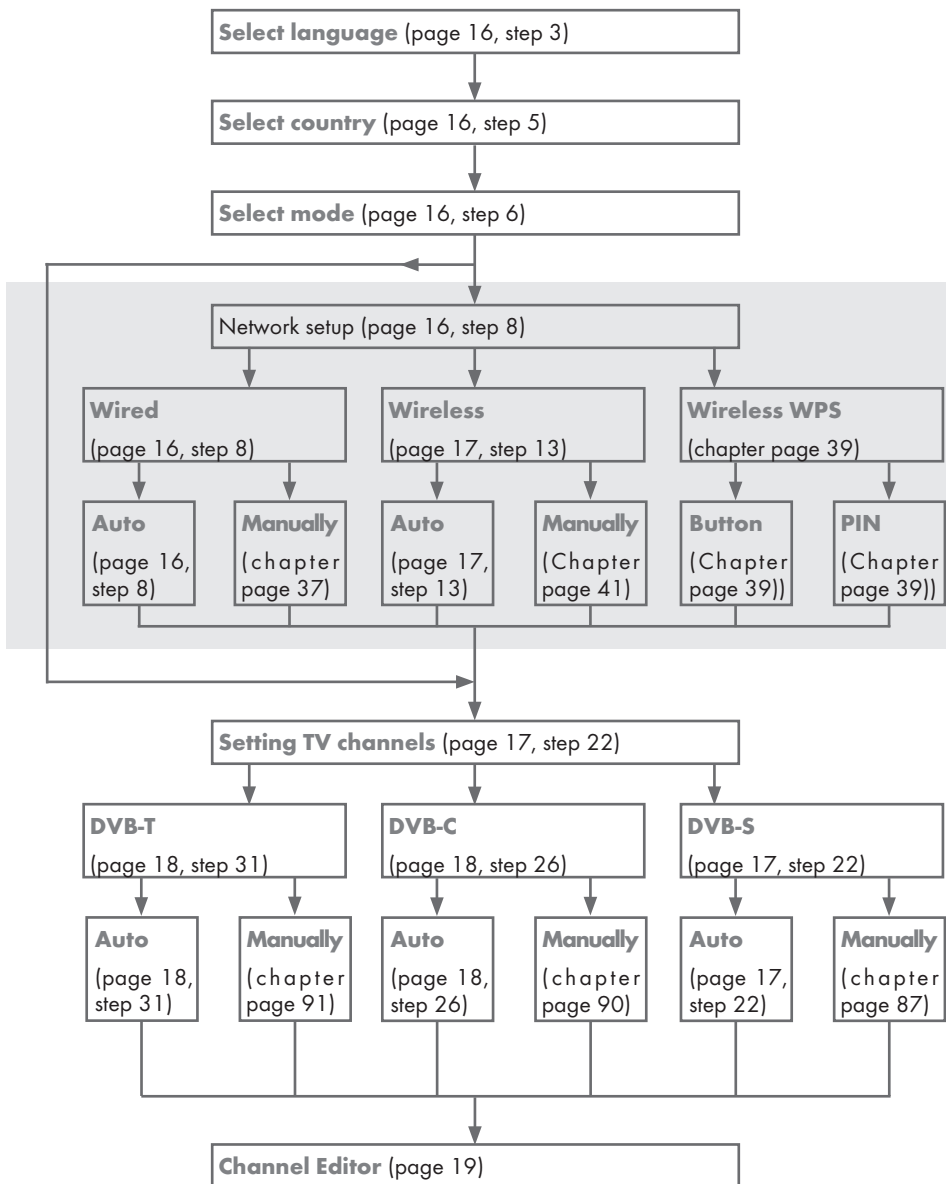 Select language (page 16, step 3)
Select country (page 16, step 5)
Select mode (page 16, step 6)
Network setup (page 16, step 8)
Wired
(page 16, step 8)
Wireless
(page 17, step 13)
Wireless WPS
(chapter page 39)
Auto
(page 16,
step 8)
Manually
(chapter
page 37)
Auto
(page 17,
step 13)
Manually
(Chapter
page 41)
Button
(Chapter
page 39))
PIN
(Chapter
page 39))
Setting TV channels (page 17, step 22)
DVB-T
(page 18, step 31)
DVB-C
(page 18, step 26)
DVB-S
(page 17, step 22)
Auto
(page 18,
step 31)
Manually
(chapter
page 91)
Auto
(page 18,
step 26)
Manually
(chapter
page 90)
Auto
(page 17,
step 22)
Manually
(chapter
page 87)
Channel Editor (page 19)